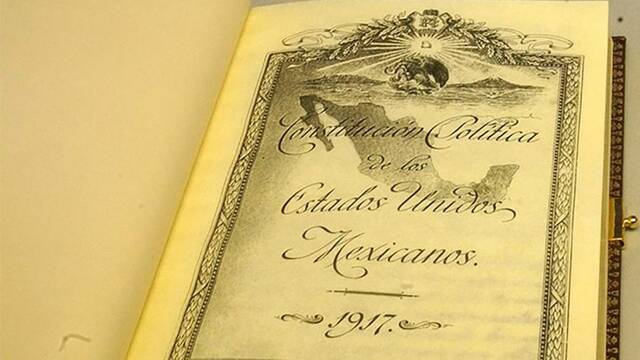 Constitución Política
de los
Estados Unidos
Mexicanos.
1917.